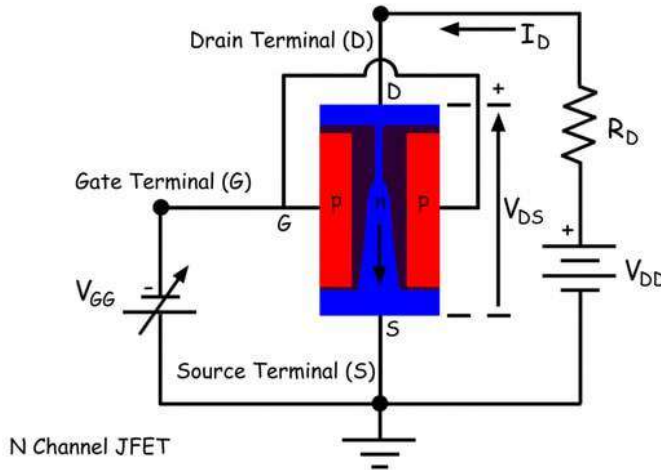 Drain Terminal (D)
I_D
D
+
R_D
Gate Terminal (G)
G
p
n
p
V_DS
+
V_DD
V_GG
-
S
Source Terminal (S)
N Channel JFET